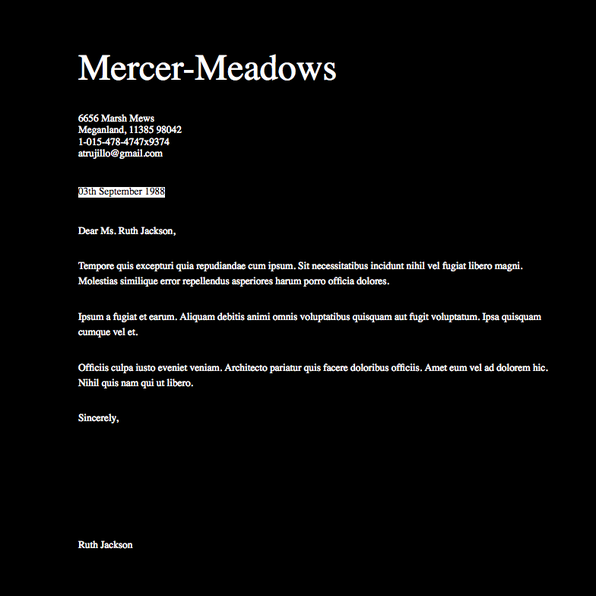 Mercer-Meadows
6656 Marsh Mews
Meganland, 11385 98042
1-015-478-4747x9374
atrujillo@gmail.com
03th September 1988
Dear Ms. Ruth Jackson,
Tempore quis excepturi quia repudiandae cum ipsum. Sit necessitatibus incidunt nihil vel fugiat libero magni.
Molestias similique error repellendus asperiores harum porro officia dolores.
Ipsum a fugiat et earum. Aliquam debitis animi omnis voluptatibus quisquam aut fugit voluptatum. Ipsa quisquam
cumque vel et.
Officiis culpa iusto eveniet veniam. Architecto pariatur quis facere doloribus officiis. Amet eum vel ad dolorem hic.
Nihil quis nam qui ut libero.
Sincerely,
Ruth Jackson